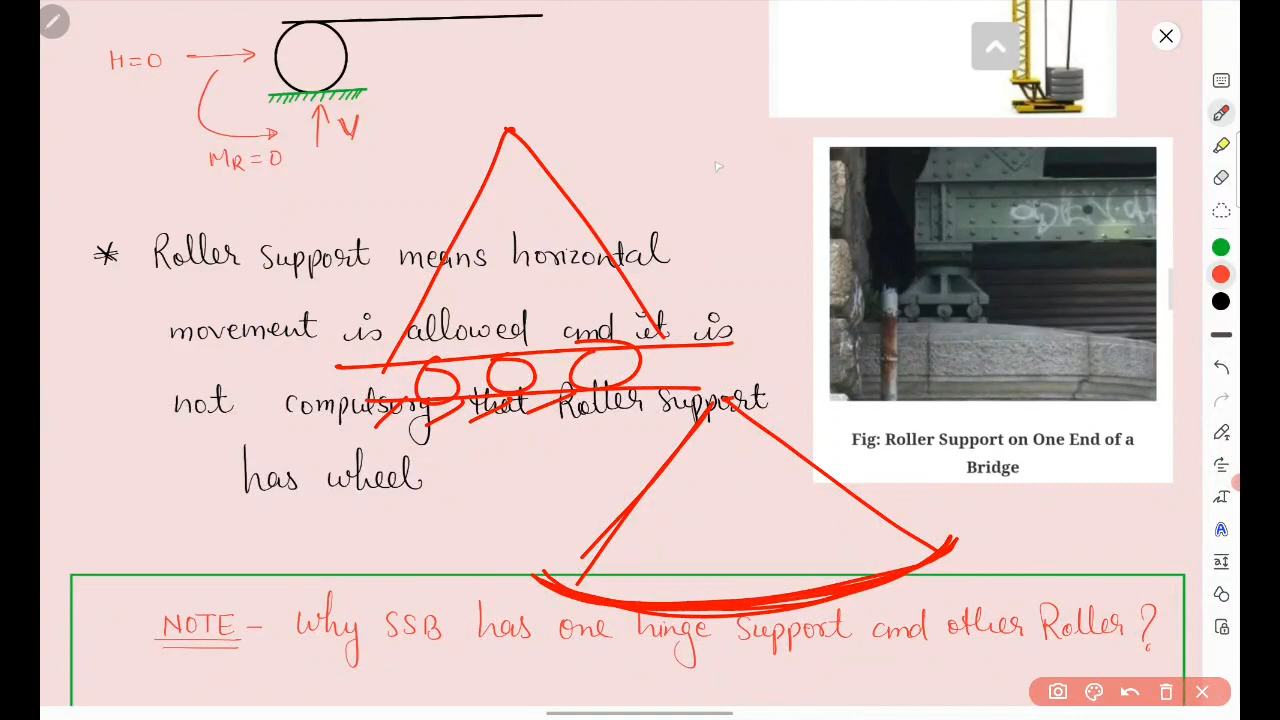 H=0
V
MR=0
* Roller Support means horizontal
movement is allowed and it is
not compulsory that Roller Support
has wheel
Fig: Roller Support on One End of a
Bridge
NOTE - Why SSB has one hinge support and other Roller?